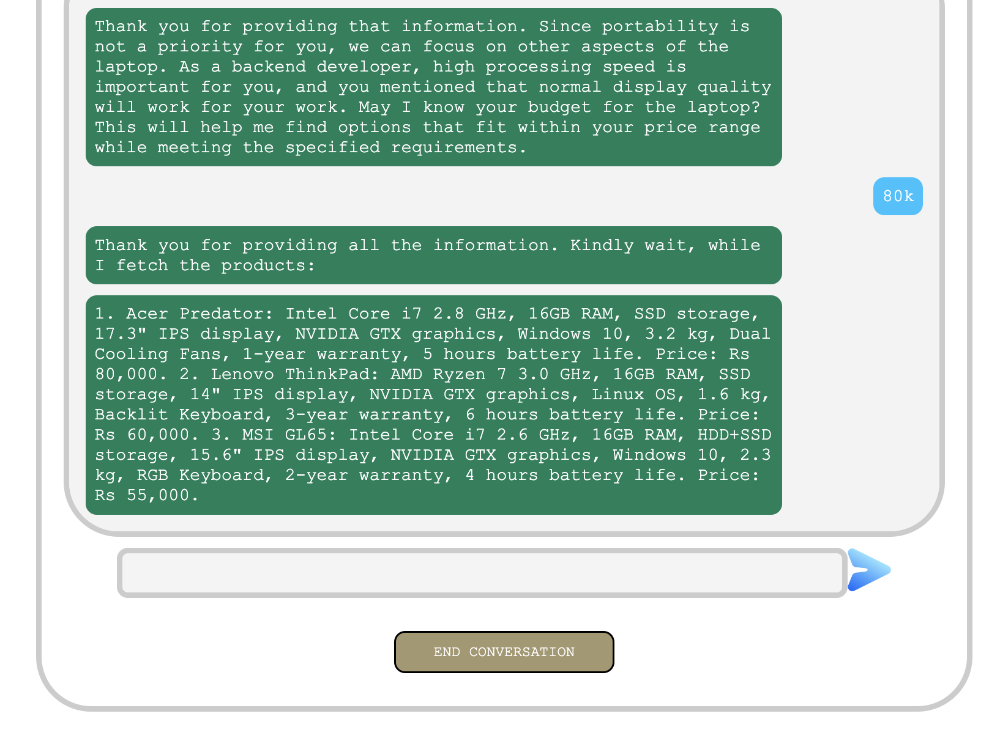 Thank you for providing that information. Since portability is
not a priority for you, we can focus on other aspects of the
laptop. As a backend developer, high processing speed is
important for you, and you mentioned that normal display quality
will work for your work. May I know your budget for the laptop?
This will help me find options that fit within your price range
while meeting the specified requirements.
80k
Thank you for providing all the information. Kindly wait, while
I fetch the products:
1. Acer Predator: Intel Core i7 2.8 GHz, 16GB RAM, SSD storage,
17.3" IPS display, NVIDIA GTX graphics, Windows 10, 3.2 kg, Dual
Cooling Fans, 1-year warranty, 5 hours battery life. Price: Rs
80,000. 2. Lenovo ThinkPad: AMD Ryzen 7 3.0 GHz, 16GB RAM, SSD
storage, 14" IPS display, NVIDIA GTX graphics, Linux OS, 1.6 kg,
Backlit Keyboard, 3-year warranty, 6 hours battery life. Price:
Rs 60,000. 3. MSI GL65: Intel Core i7 2.6 GHz, 16GB RAM, HDD+SSD
storage, 15.6" IPS display, NVIDIA GTX graphics, Windows 10, 2.3
kg, RGB Keyboard, 2-year warranty, 4 hours battery life. Price:
Rs 55,000.
END CONVERSATION